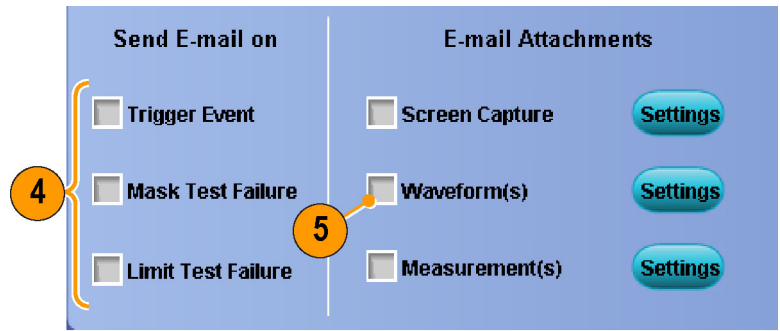 Send E-mail on E-mail Attachments
Trigger Event Screen Capture Settings
4 Mask Test Failure Waveform(s) Settings
5
Limit Test Failure Measurement(s) Settings